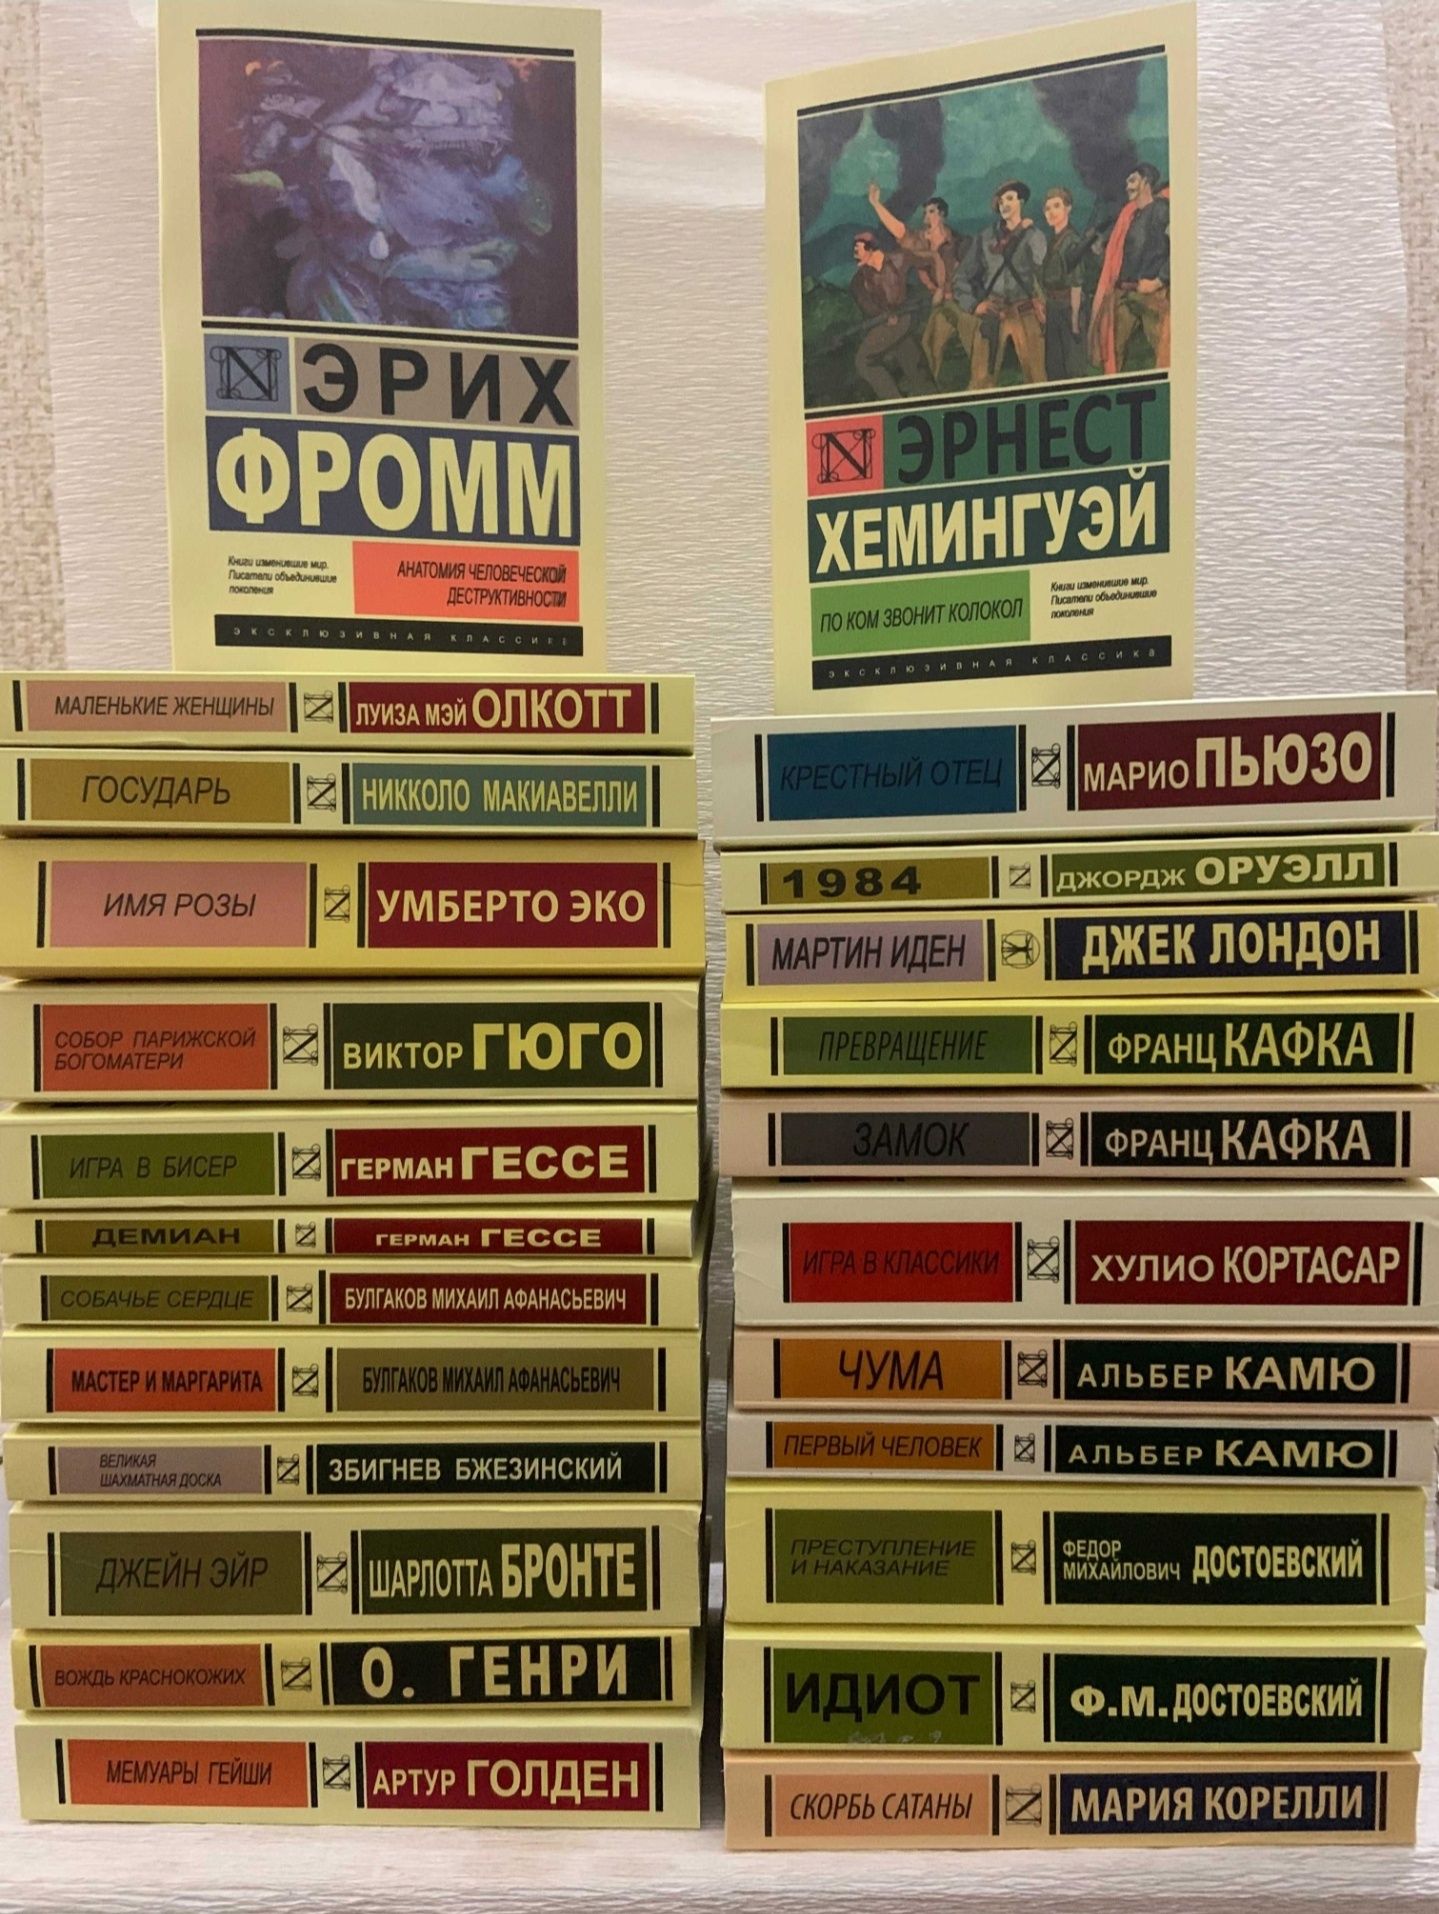 ЭРИХ
ФРОММ
Книги изменившие мир.
Писатели объединившие
поколения
АНАТОМИЯ ЧЕЛОВЕЧЕСКОЙ
ДЕСТРУКТИВНОСТИ
ЭКСКЛЮЗИВНАЯ КЛАССИКА
МАЛЕНЬКИЕ ЖЕНЩИНЫ ЛУИЗА МЭЙ ОЛКОТТ
ГОСУДАРЬ НИККОЛО МАКИАВЕЛЛИ
ИМЯ РОЗЫ УМБЕРТО ЭКО
СОБОР ПАРИЖСКОЙ
БОГОМАТЕРИ
ВИКТОР ГЮГО
ИГРА В БИСЕР ГЕРМАН ГЕССЕ
ДЕМИАН ГЕРМАН ГЕССЕ
СОБАЧЬЕ СЕРДЦЕ БУЛГАКОВ МИХАИЛ АФАНАСЬЕВИЧ
МАСТЕР И МАРГАРИТА БУЛГАКОВ МИХАИЛ АФАНАСЬЕВИЧ
ВЕЛИКАЯ
ШАХМАТНАЯ ДОСКА
ЗБИГНЕВ БЖЕЗИНСКИЙ
ДЖЕЙН ЭЙР ШАРЛОТТА БРОНТЕ
ВОЖДЬ КРАСНОКОЖИХ О. ГЕНРИ
МЕМУАРЫ ГЕЙШИ АРТУР ГОЛДЕН
ЭРНЕСТ
ХЕМИНГУЭЙ
ПО КОМ ЗВОНИТ КОЛОКОЛ
Книги изменившие мир.
Писатели объединившие
поколения
ЭКСКЛЮЗИВНАЯ КЛАССИКА
КРЕСТНЫЙ ОТЕЦ МАРИО ПЬЮЗО
1984 ДЖОРДЖ ОРУЭЛЛ
МАРТИН ИДЕН ДЖЕК ЛОНДОН
ПРЕВРАЩЕНИЕ ФРАНЦ КАФКА
ЗАМОК ФРАНЦ КАФКА
ИГРА В КЛАССИКИ ХУЛИО КОРТАСАР
ЧУМА АЛЬБЕР КАМЮ
ПЕРВЫЙ ЧЕЛОВЕК АЛЬБЕР КАМЮ
ПРЕСТУПЛЕНИЕ
И НАКАЗАНИЕ
ФЕДОР
МИХАЙЛОВИЧ ДОСТОЕВСКИЙ
ИДИОТ Ф.М.ДОСТОЕВСКИЙ
СКОРБЬ САТАНЫ МАРИЯ КОРЕЛЛИ